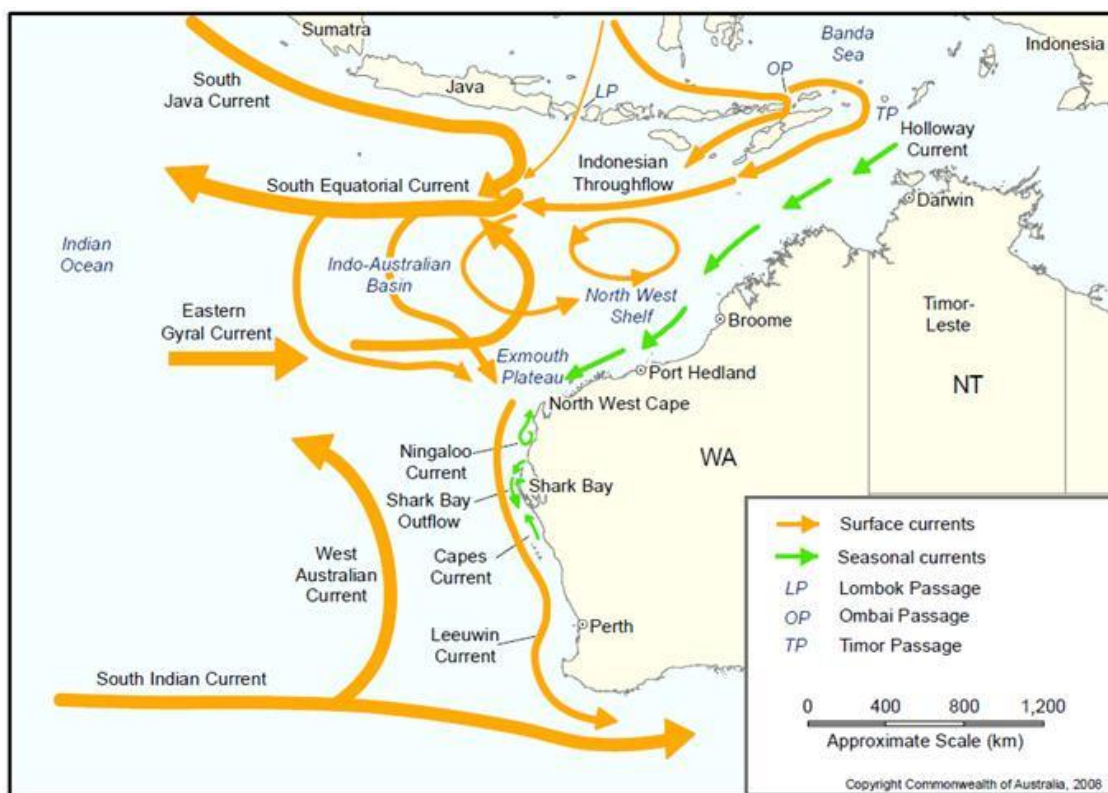 Sumatra
Banda
Sea
Indonesia
OP
South
Java Current
Java
LP
TP
Holloway
Current
Indonesian
Throughflow
South Equatorial Current
Darwin
Indian
Ocean
Indo-Australian
Basin
North West
Shelf
Timor-
Leste
Eastern
Gyral Current
Broome
Exmouth
Plateau
Port Hedland
NT
North West Cape
Ningaloo
Current
WA
Shark Bay
Shark Bay
Outflow
West
Australian
Current
Capes
Current
Leeuwin
Current
Perth
South Indian Current
Surface currents
Seasonal currents
LP Lombok Passage
OP Ombai Passage
TP Timor Passage
0 400 800 1,200
Approximate Scale (km)
Copyright Commonwealth of Australia, 2008